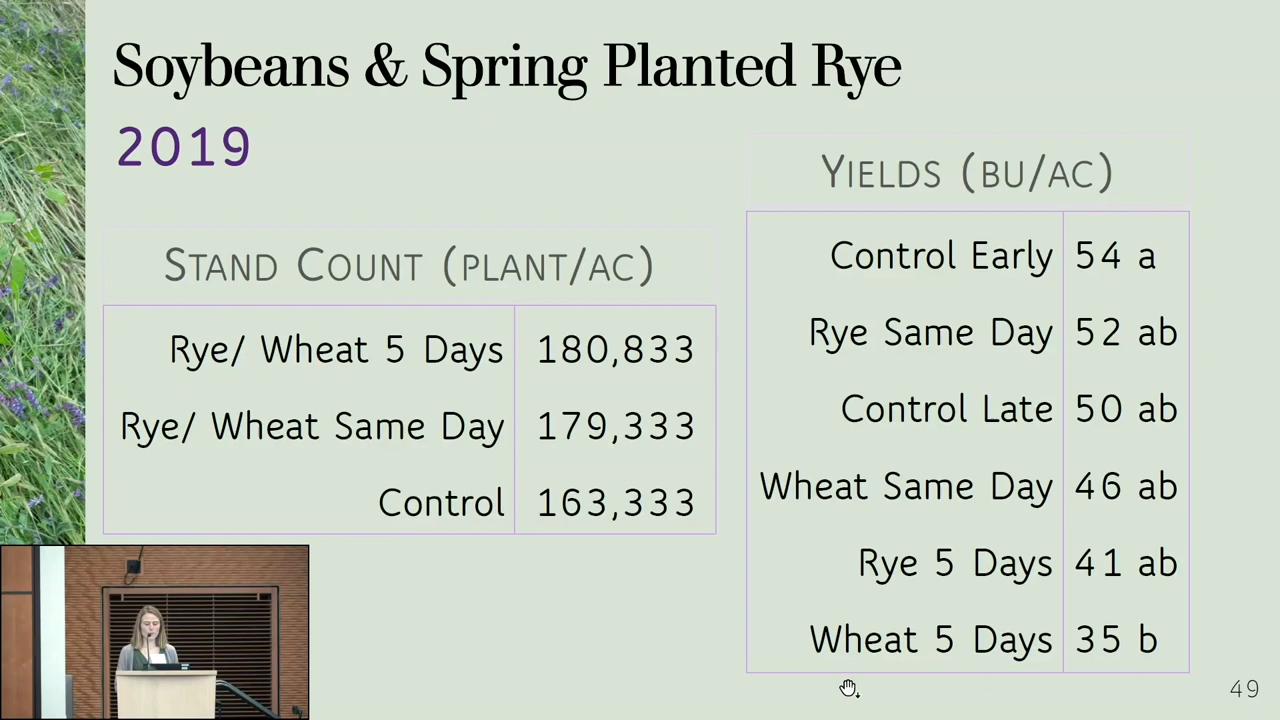 Soybeans & Spring Planted Rye
2019
STAND COUNT (PLANT/AC)
Rye/ Wheat 5 Days 180,833
Rye/ Wheat Same Day 179,333
Control 163,333
YIELDS (BU/AC)
Control Early 54 a
Rye Same Day 52 ab
Control Late 50 ab
Wheat Same Day 46 ab
Rye 5 Days 41 ab
Wheat 5 Days 35 b
49